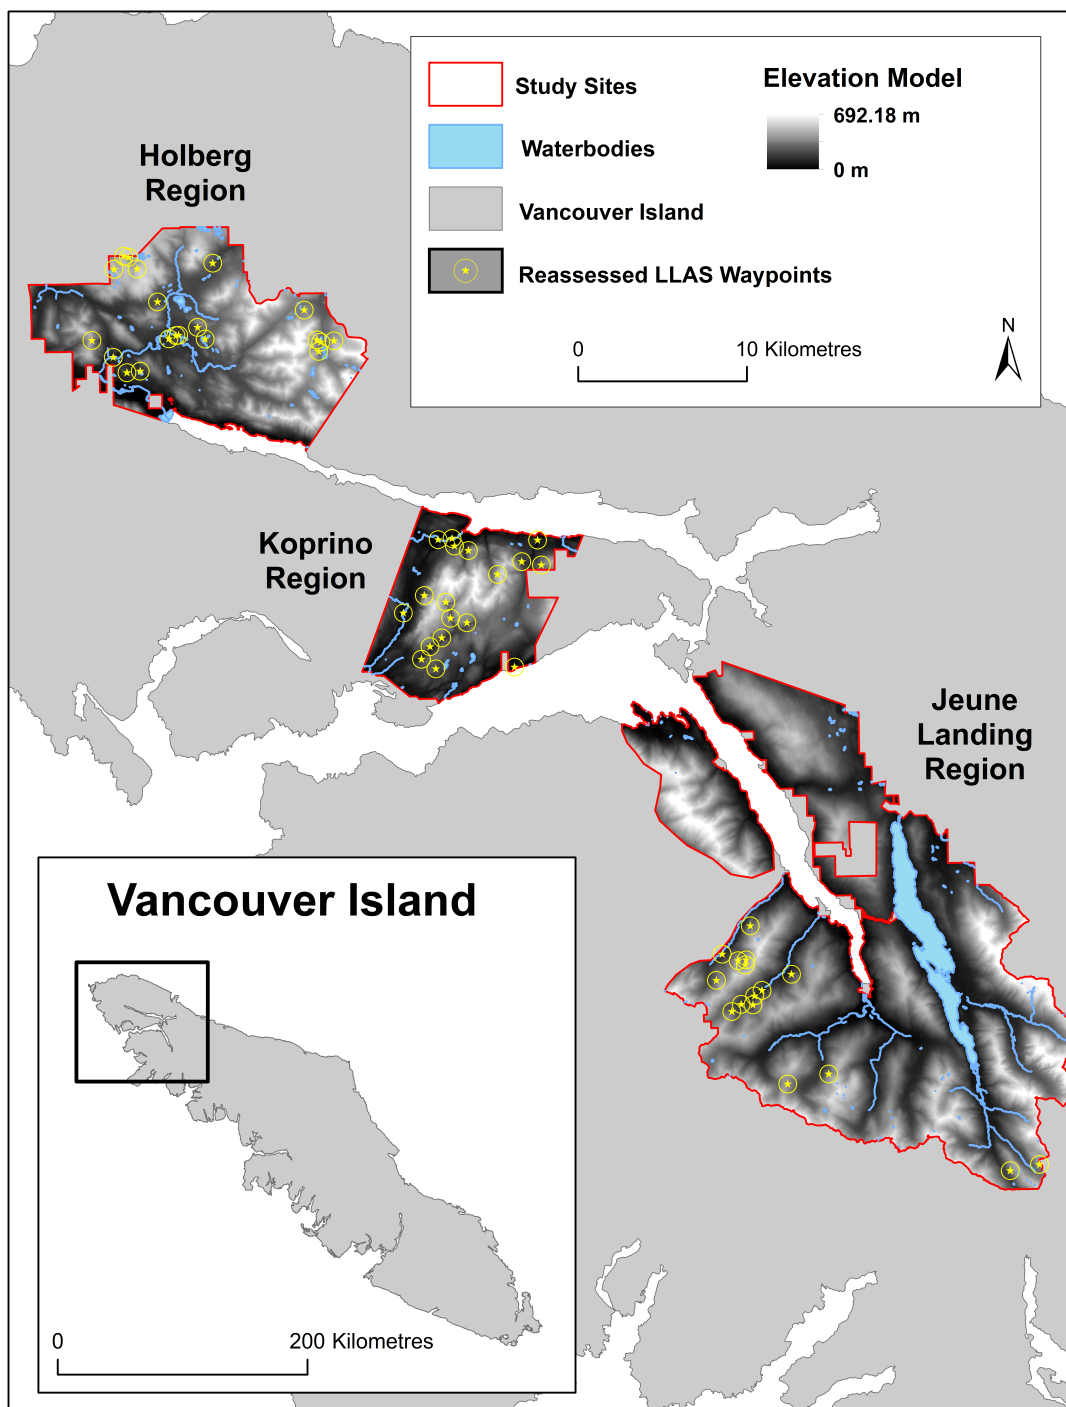 Study Sites
Waterbodies
Vancouver Island
Reassessed LLAS Waypoints
Elevation Model
692.18 m
0 m
0 10 Kilometres
N
Holberg
Region
Koprino
Region
Jeune
Landing
Region
Vancouver Island
0 200 Kilometres